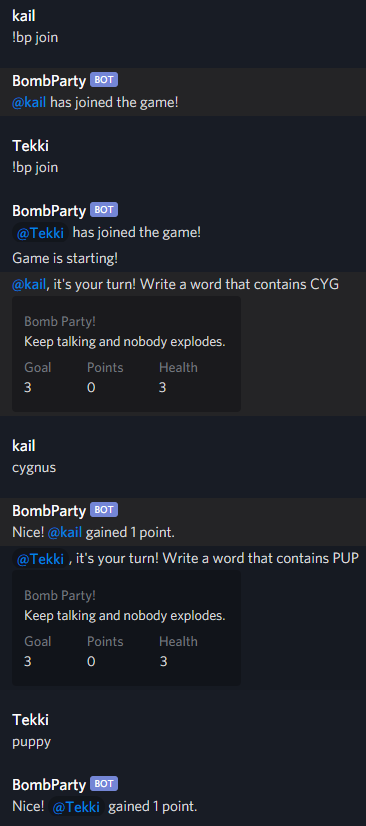 kail
!bp join
BombParty BOT
@kail has joined the game!
Tekki
!bp join
BombParty BOT
@Tekki has joined the game!
Game is starting!
@kail, it's your turn! Write a word that contains CYG
Bomb Party!
Keep talking and nobody explodes.
Goal Points Health
3 0 3
kail
cygnus
BombParty BOT
Nice! @kail gained 1 point.
@Tekki , it's your turn! Write a word that contains PUP
Bomb Party!
Keep talking and nobody explodes.
Goal Points Health
3 0 3
Tekki
puppy
BombParty BOT
Nice! @Tekki gained 1 point.